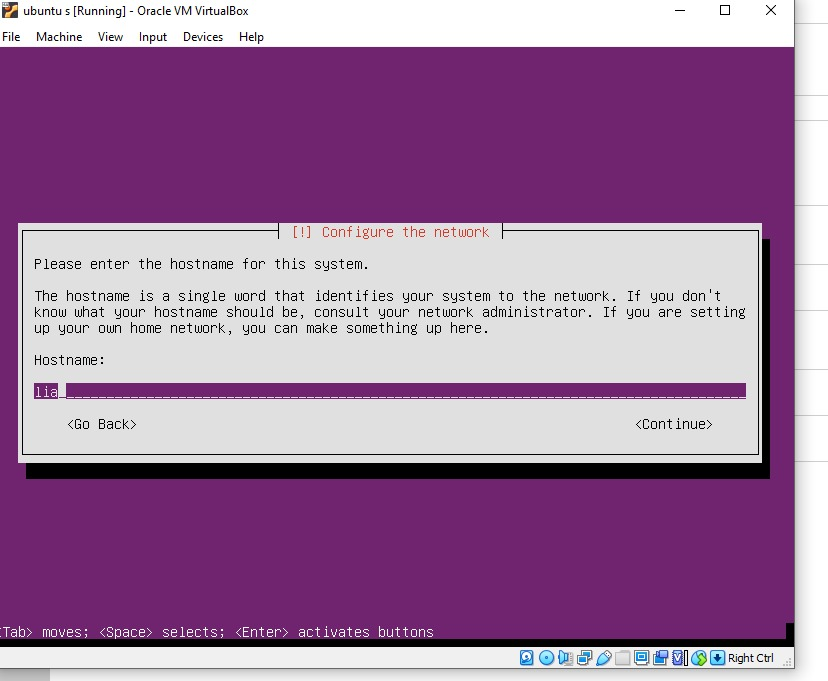 ubuntu s [Running] - Oracle VM VirtualBox
File Machine View Input Devices Help
[!] Configure the network
Please enter the hostname for this system.
The hostname is a single word that identifies your system to the network. If you don't
know what your hostname should be, consult your network administrator. If you are setting
up your own home network, you can make something up here.
Hostname:
lia
<Go Back> <Continue>
Tab> moves; <Space> selects; <Enter> activates buttons
Right Ctrl